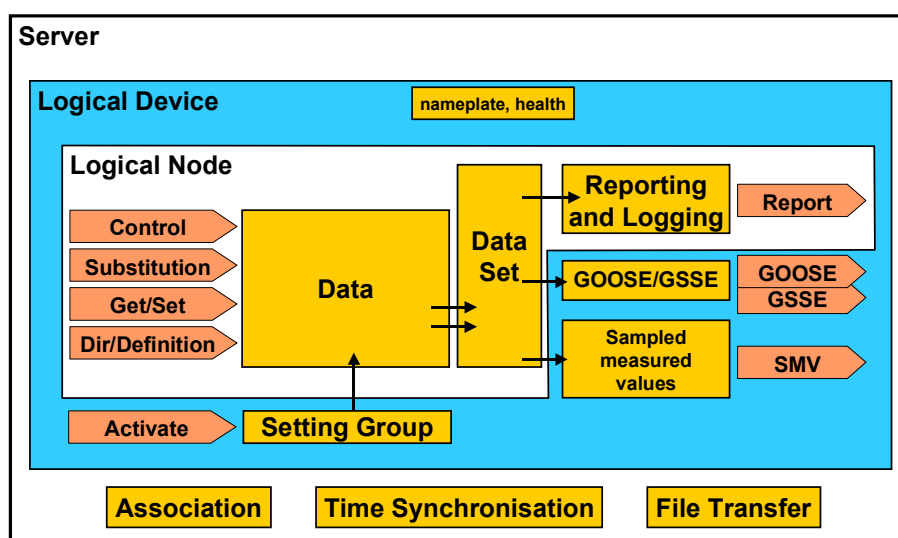 Server
Logical Device
nameplate, health
Logical Node
Control
Substitution
Get/Set
Dir/Definition
Data
Data
Set
Reporting
and Logging
Report
GOOSE/GSSE
GOOSE
GSSE
Sampled
measured
values
SMV
Activate
Setting Group
Association
Time Synchronisation
File Transfer